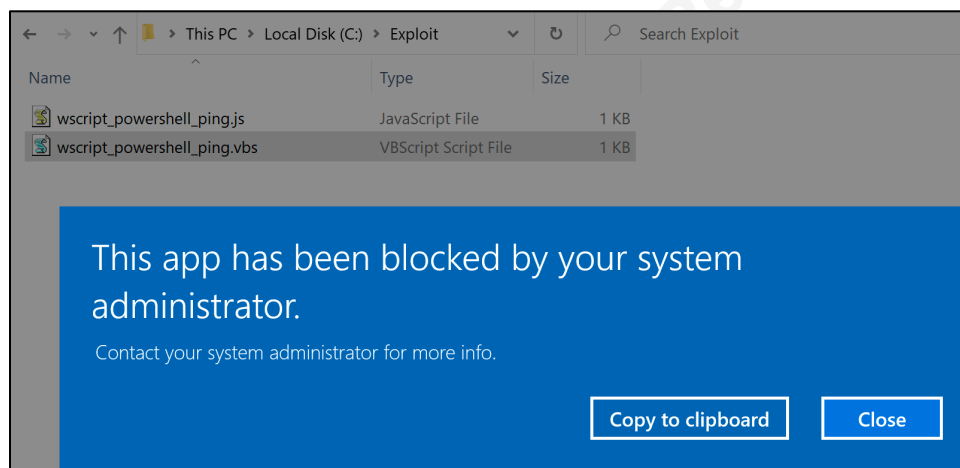 This PC > Local Disk (C:) > Exploit
Search Exploit
Name Type Size
wscript_powershell_ping.js JavaScript File 1 KB
wscript_powershell_ping.vbs VBScript Script File 1 KB
This app has been blocked by your system
administrator.
Contact your system administrator for more info.
Copy to clipboard Close